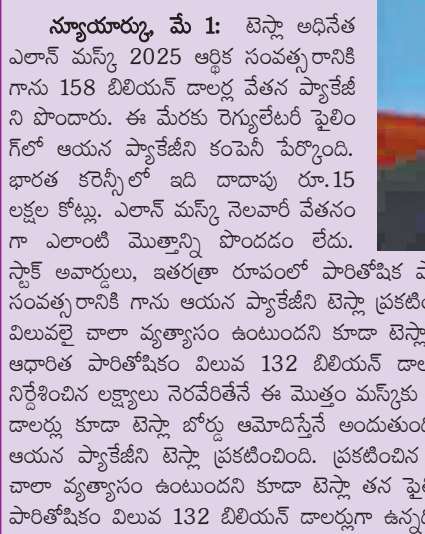 న్యూయార్కు, మే 1: టెస్లా అధినేత
ఎలాన్ మస్క్ 2025 ఆర్థిక సంవత్సరానికి
గాను 158 బిలియన్ డాలర్ల వేతన ప్యాకేజీ
ని పొందారు. ఈ మేరకు రెగ్యులేటరీ ఫైలిం
గ్‌లో ఆయన ప్యాకేజీని కంపెనీ పేర్కొంది.
భారత కరెన్సీలో ఇది దాదాపు రూ.15
లక్షల కోట్లు. ఎలాన్ మస్క్ నెలవారీ వేతనం
గా ఎలాంటి మొత్తాన్ని పొందడం లేదు.
స్టాక్ అవార్డులు, ఇతరత్రా రూపంలో పారితోషిక
సంవత్సరానికి గాను ఆయన ప్యాకేజీని టెస్లా
విలువలై చాలా వ్యత్యాసం ఉంటుందని కూడా టెస్లా
ఆధారిత పారితోషికం విలువ 132 బిలియన్
నిర్దేశించిన లక్ష్యాలు నెరవేరితేనే ఈ మొత్తం మస్క్‌కు
డాలర్లు కూడా టెస్లా బోర్డు ఆమోదిస్తేనే
ఆయన ప్యాకేజీని టెస్లా ప్రకటించింది. ప్రకటించిన
చాలా వ్యత్యాసం ఉంటుందని కూడా టెస్లా తన
పారితోషికం విలువ 132 బిలియన్ డాలర్లుగా